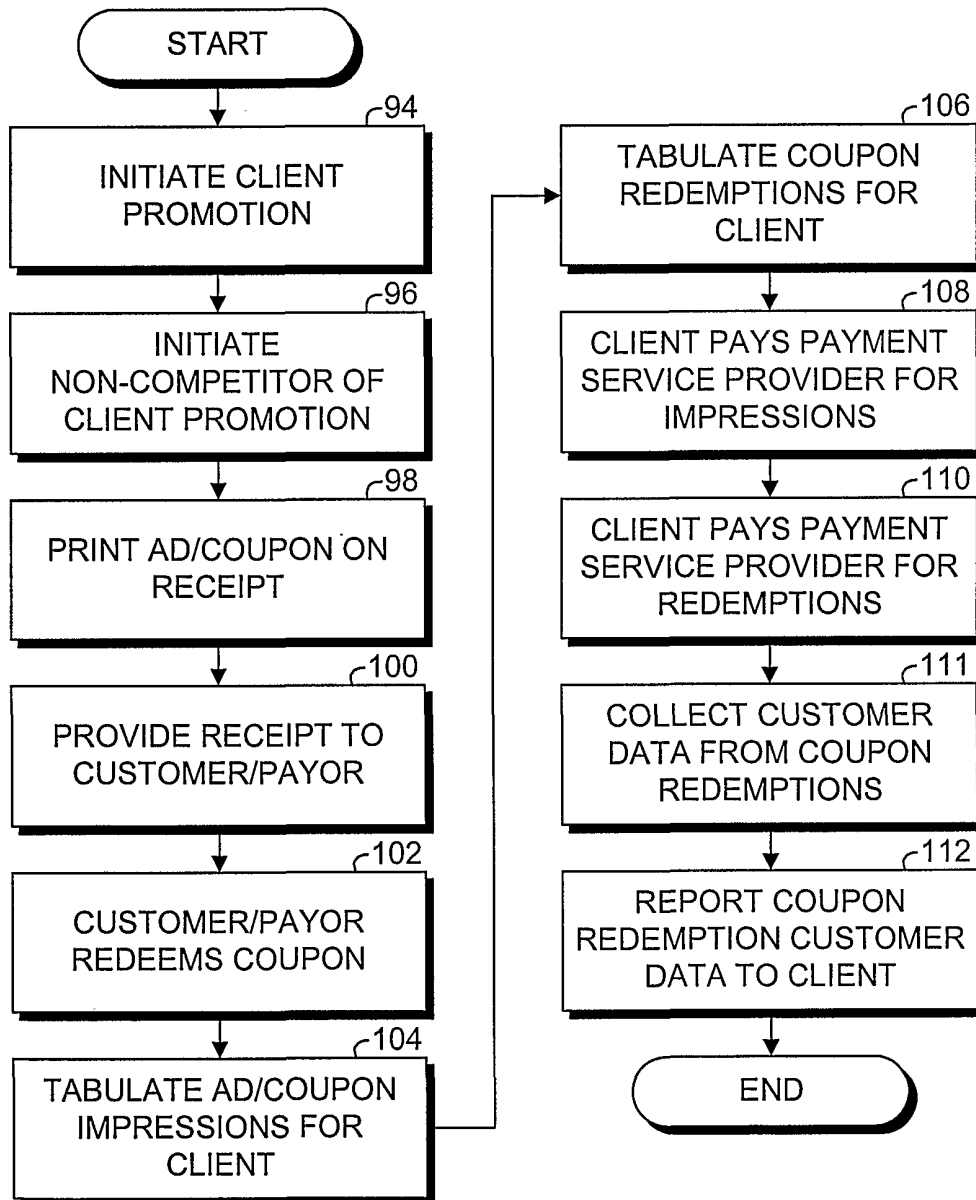 START
94
INITIATE CLIENT
PROMOTION
96
INITIATE
NON-COMPETITOR OF
CLIENT PROMOTION
98
PRINT AD/COUPON ON
RECEIPT
100
PROVIDE RECEIPT TO
CUSTOMER/PAYOR
102
CUSTOMER/PAYOR
REDEEMS COUPON
104
TABULATE AD/COUPON
IMPRESSIONS FOR
CLIENT
106
TABULATE COUPON
REDEMPTIONS FOR
CLIENT
108
CLIENT PAYS PAYMENT
SERVICE PROVIDER FOR
IMPRESSIONS
110
CLIENT PAYS PAYMENT
SERVICE PROVIDER FOR
REDEMPTIONS
111
COLLECT CUSTOMER
DATA FROM COUPON
REDEMPTIONS
112
REPORT COUPON
REDEMPTION CUSTOMER
DATA TO CLIENT
END